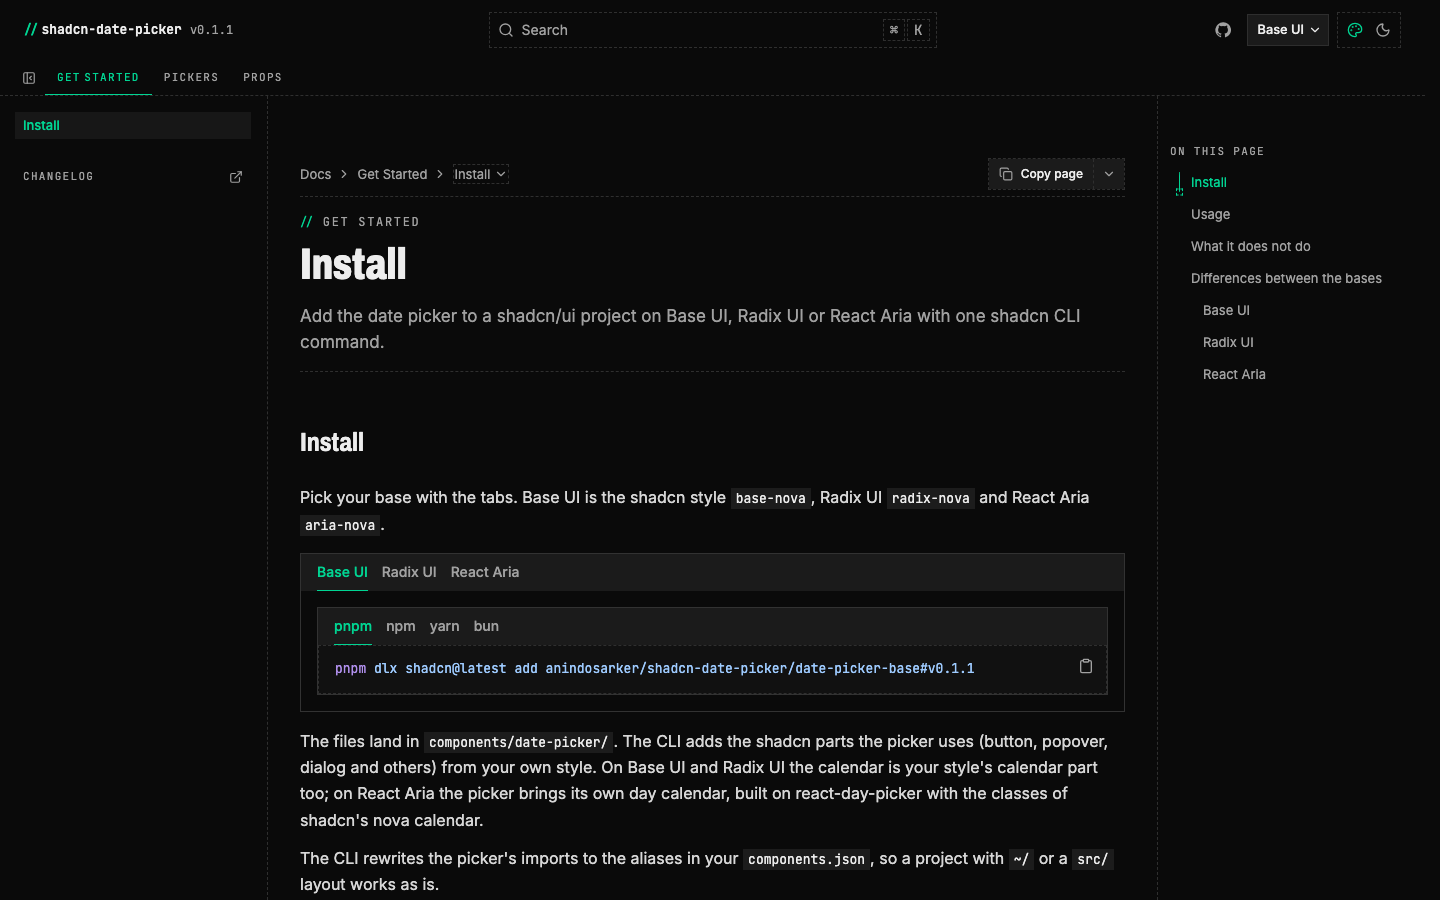 // shadcn-date-picker v0.1.1
Search
⌘ K
Base UI
GET STARTED
PICKERS
PROPS
Install
CHANGELOG
Docs > Get Started > Install
Copy page
// GET STARTED
Install
Add the date picker to a shadcn/ui project on Base UI, Radix UI or React Aria with one shadcn CLI
command.
Install
Pick your base with the tabs. Base UI is the shadcn style base-nova, Radix UI radix-nova and React Aria
aria-nova.
Base UI Radix UI React Aria
pnpm npm yarn bun
pnpm dlx shadcn@latest add anindosarker/shadcn-date-picker/date-picker-base#v0.1.1
The files land in components/date-picker/. The CLI adds the shadcn parts the picker uses (button, popover,
dialog and others) from your own style. On Base UI and Radix UI the calendar is your style's calendar part
too; on React Aria the picker brings its own day calendar, built on react-day-picker with the classes of
shadcn's nova calendar.
The CLI rewrites the picker's imports to the aliases in your components.json, so a project with ~/ or a src/
layout works as is.
ON THIS PAGE
Install
Usage
What it does not do
Differences between the bases
Base UI
Radix UI
React Aria